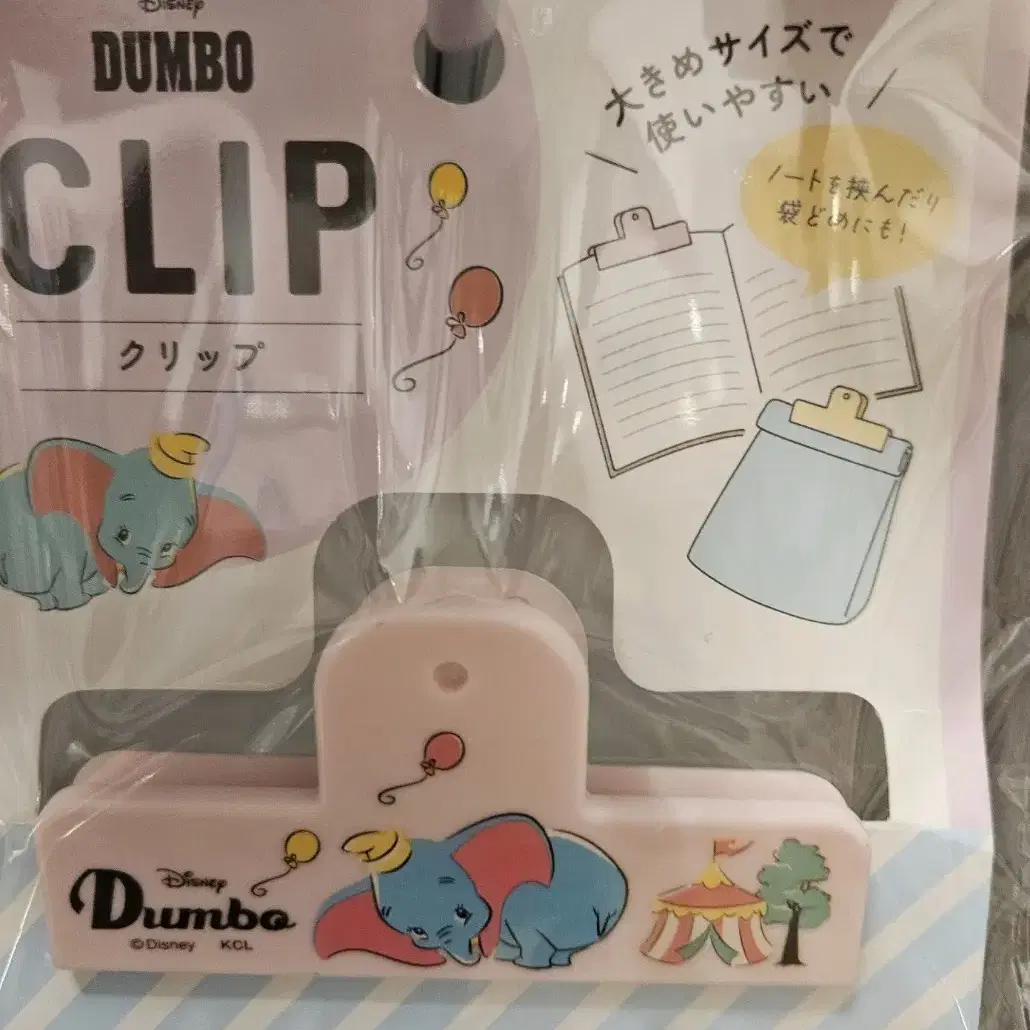 Disney
DUMBO
CLIP
クリップ
大きめサイズで
使いやすい
ノートを挟んだり
袋どめにも!
Disney
Dumbo
©Disney KCL